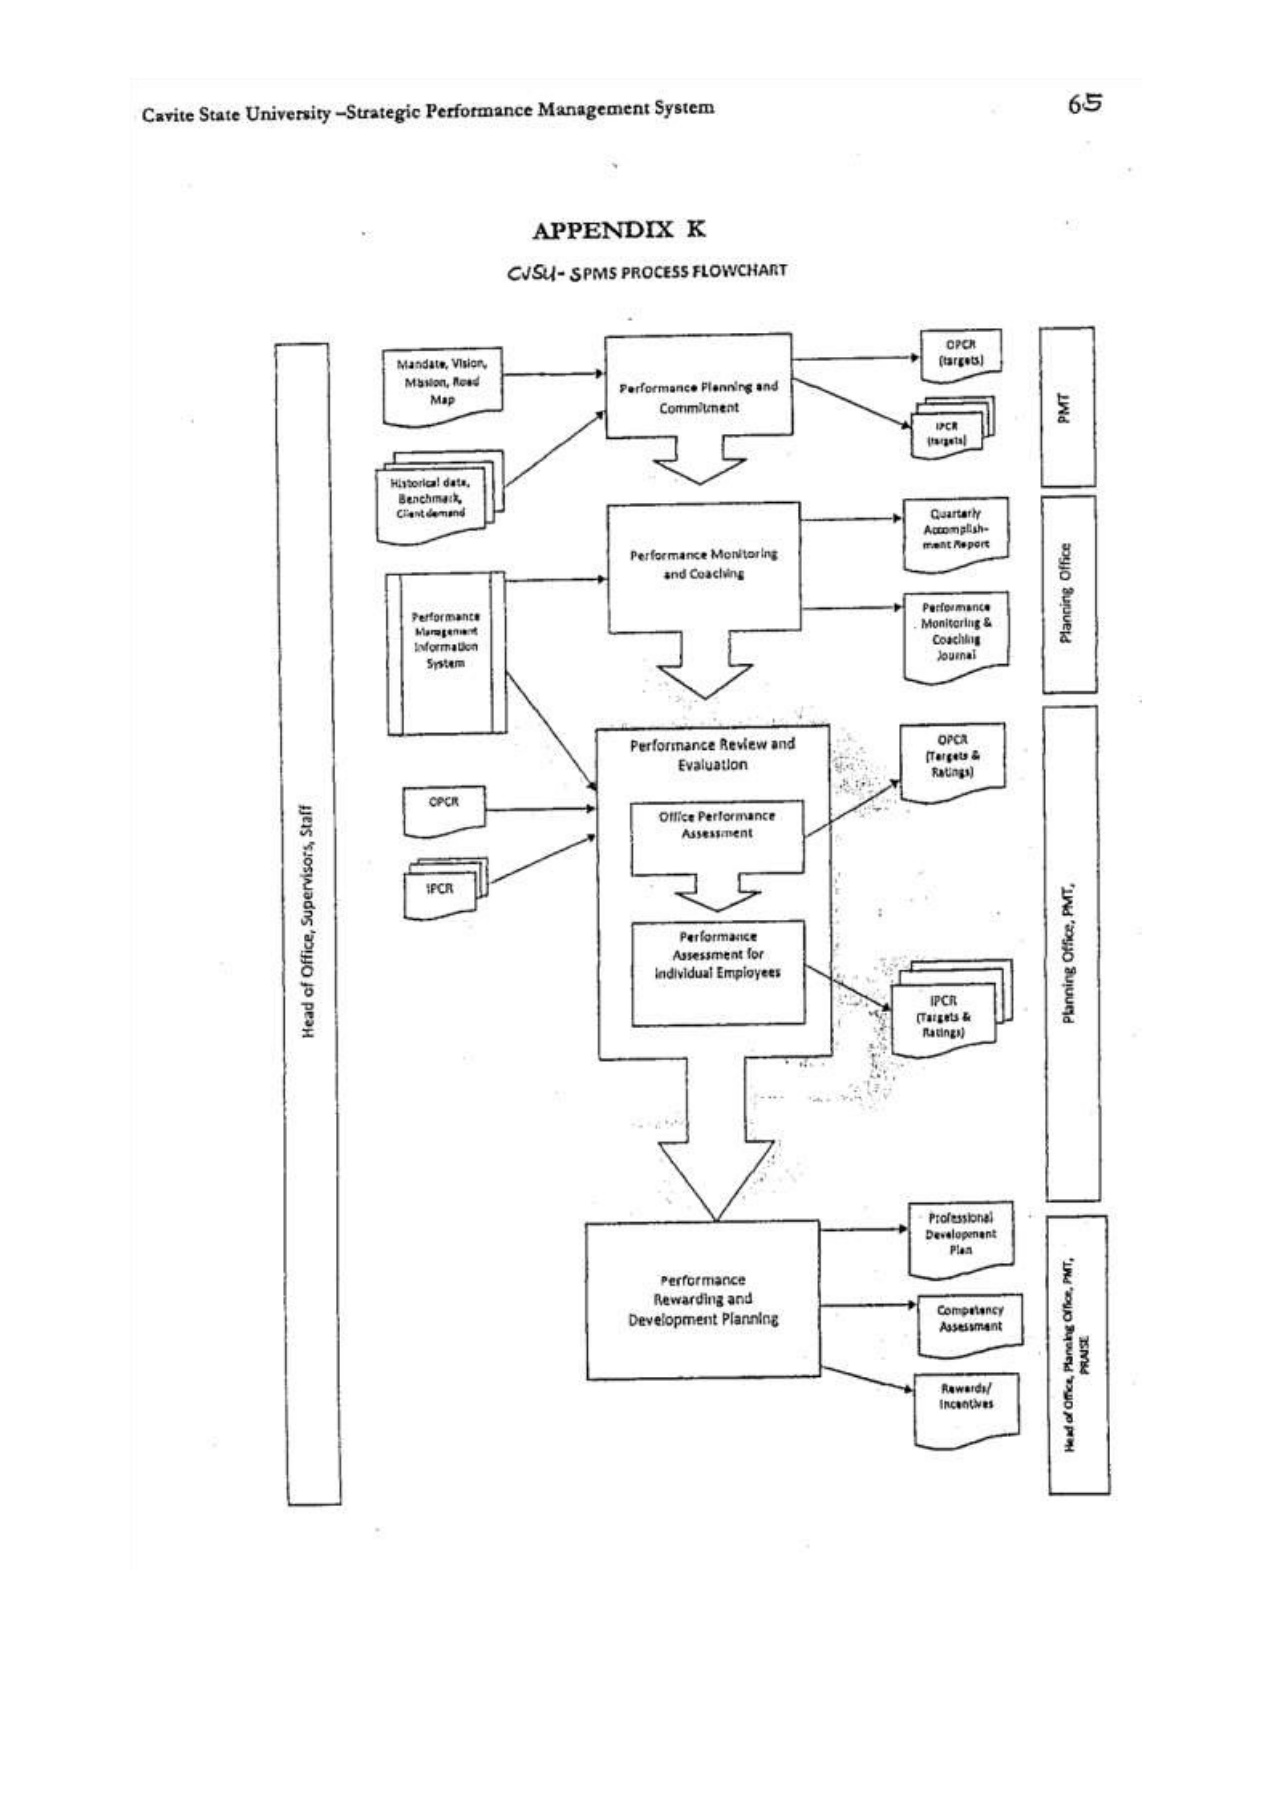 Cavite State University –Strategic Performance Management System
65
APPENDIX K
CvSU- SPMS PROCESS FLOWCHART
Head of Office, Supervisors, Staff
Mandate, Vision,
Mission, Road
Map
Historical data,
Benchmark,
Client demand
Performance Planning and
Commitment
OPCR
(targets)
IPCR
(targets)
PMT
Performance
Management
Information
System
Performance Monitoring
and Coaching
Quarterly
Accomplish-
ment Report
Performance
Monitoring &
Coaching
Journal
Planning Office
OPCR
IPCR
Performance Review and
Evaluation
Office Performance
Assessment
Performance
Assessment for
Individual Employees
OPCR
(Targets &
Ratings)
IPCR
(Targets &
Ratings)
Planning Office, PMT,
Performance
Rewarding and
Development Planning
Professional
Development
Plan
Competency
Assessment
Rewards/
Incentives
Head of Office, Planning Office, PMT,
PRAISE